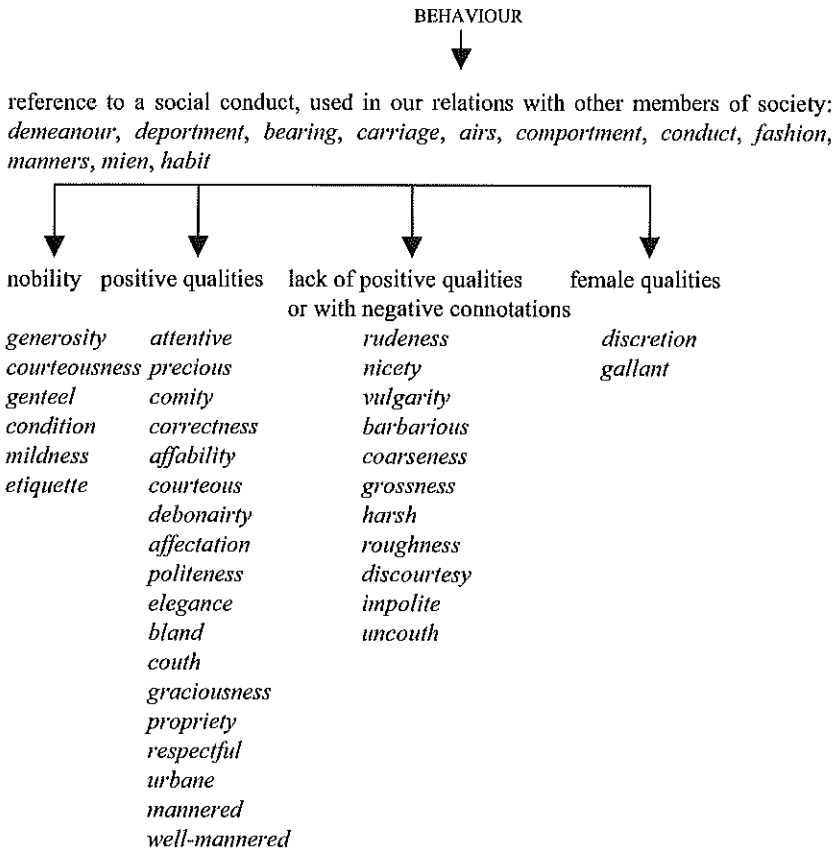 BEHAVIOUR
reference to a social conduct, used in our relations with other members of society:
demeanour, deportment, bearing, carriage, airs, comportment, conduct, fashion,
manners, mien, habit
nobility
generosity
courteousness
genteel
condition
mildness
etiquette
positive qualities
attentive
precious
comity
correctness
affability
courteous
debonairty
affectation
politeness
elegance
bland
couth
graciousness
propriety
respectful
urbane
mannered
well-mannered
lack of positive qualities
or with negative connotations
rudeness
nicety
vulgarity
barbarious
coarseness
grossness
harsh
roughness
discourtesy
impolite
uncouth
female qualities
discretion
gallant